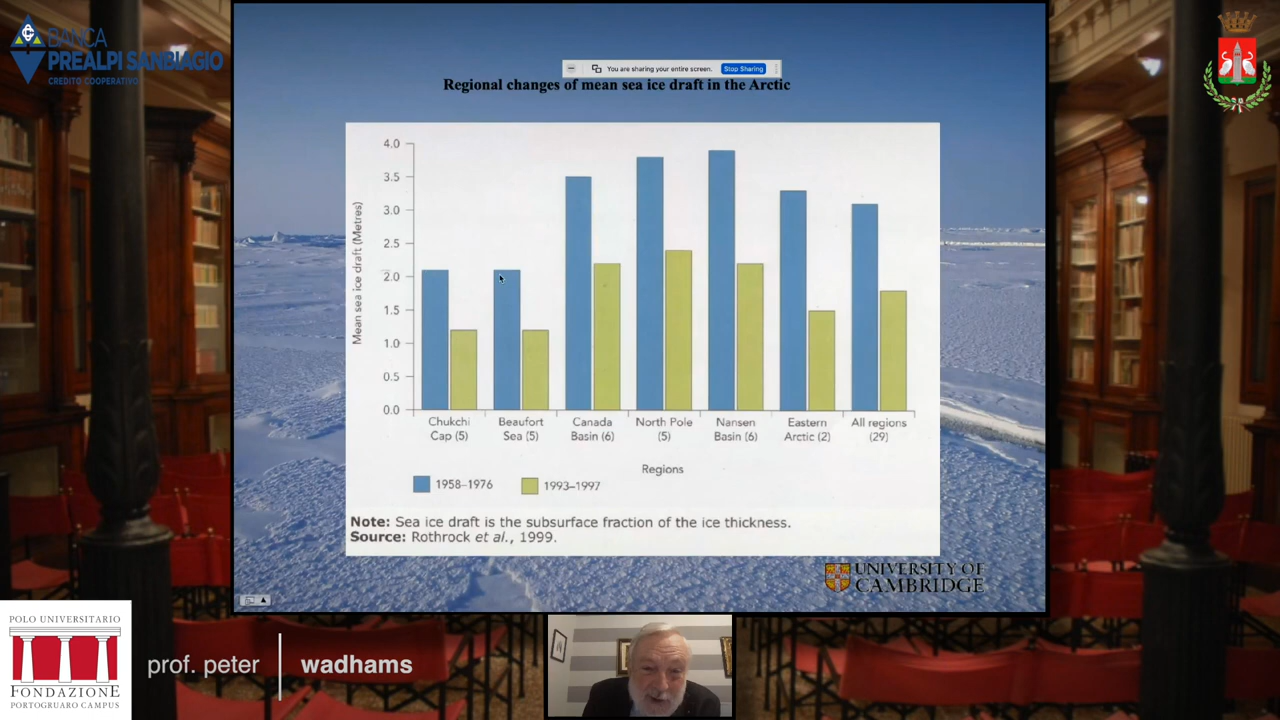 BANCA
PREALPI SANBIAGIO
CREDITO COOPERATIVO
You are sharing your entire screen. Stop Sharing
Regional changes of mean sea ice draft in the Arctic
Mean sea ice draft (Metres)
4.0
3.5
3.0
2.5
2.0
1.5
1.0
0.5
0.0
Chukchi Cap (5)
Beaufort Sea (5)
Canada Basin (6)
North Pole (5)
Nansen Basin (6)
Eastern Arctic (2)
All regions (29)
Regions
1958–1976
1993–1997
Note: Sea ice draft is the subsurface fraction of the ice thickness.
Source: Rothrock et al., 1999.
UNIVERSITY OF
CAMBRIDGE
POLO UNIVERSITARIO
FONDAZIONE
PORTOGRUARO CAMPUS
prof. peter wadhams